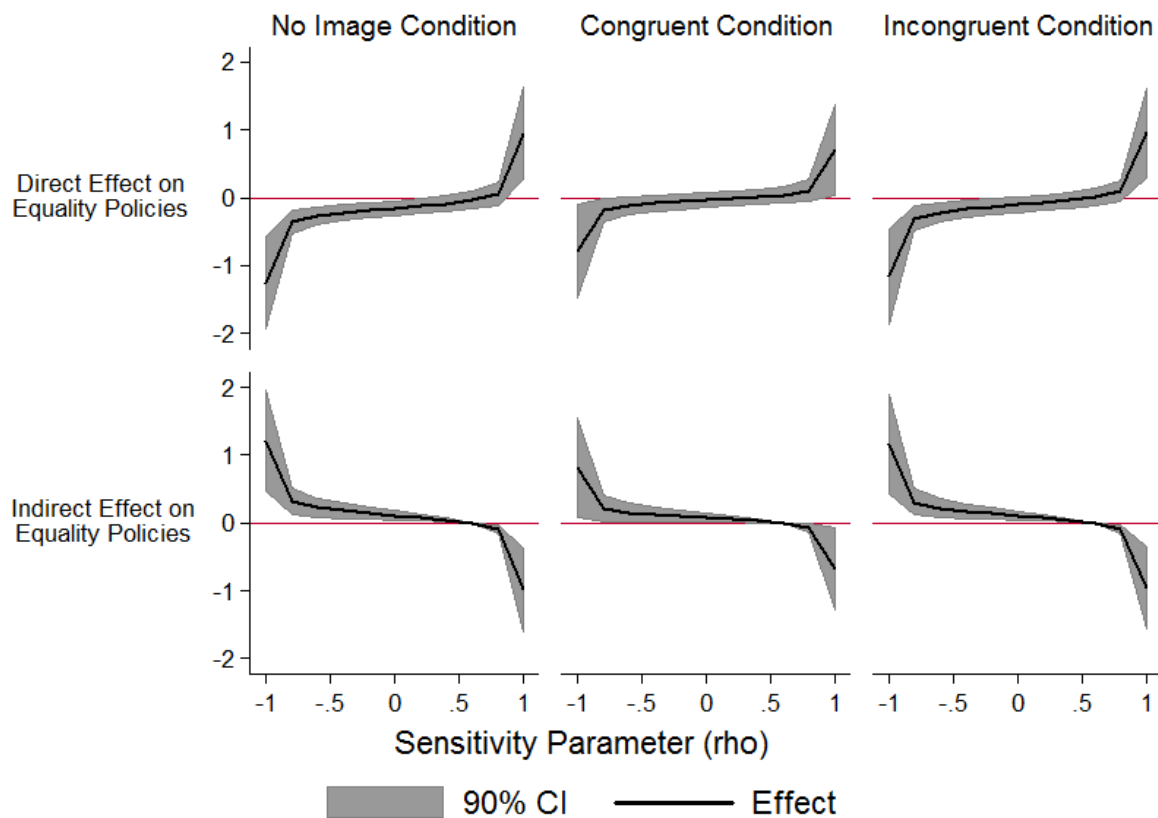 No Image Condition Congruent Condition Incongruent Condition
2
1
0
-1
-2
Direct Effect on
Equality Policies
2
1
0
-1
-2
Indirect Effect on
Equality Policies
-1 -.5 0 .5 1 -1 -.5 0 .5 1 -1 -.5 0 .5 1
Sensitivity Parameter (rho)
90% CI Effect